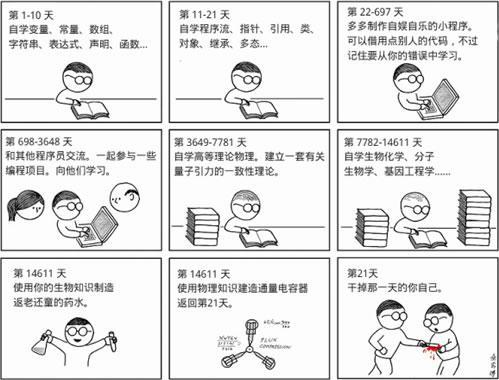 第 1-10 天
自学变量、常量、数组、
字符串、表达式、声明、函数...
第 11-21 天
自学程序流、指针、引用、类、
对象、继承、多态...
第 22-697 天
多多制作自娱自乐的小程序。
可以借用点别人的代码，不过
记住要从你的错误中学习。
第 698-3648 天
和其他程序员交流。一起参与一些
编程项目。向他们学习。
第 3649-7781 天
自学高等理论物理。建立一套有关
量子引力的一致性理论。
第 7782-14611 天
自学生物化学、分子
生物学、基因工程学......
第 14611 天
使用你的生物知识制造
返老还童的药水。
第 14611 天
使用物理知识建造通量电容器
返回第21天。
FLUX
第21天
干掉那一天的你自己。